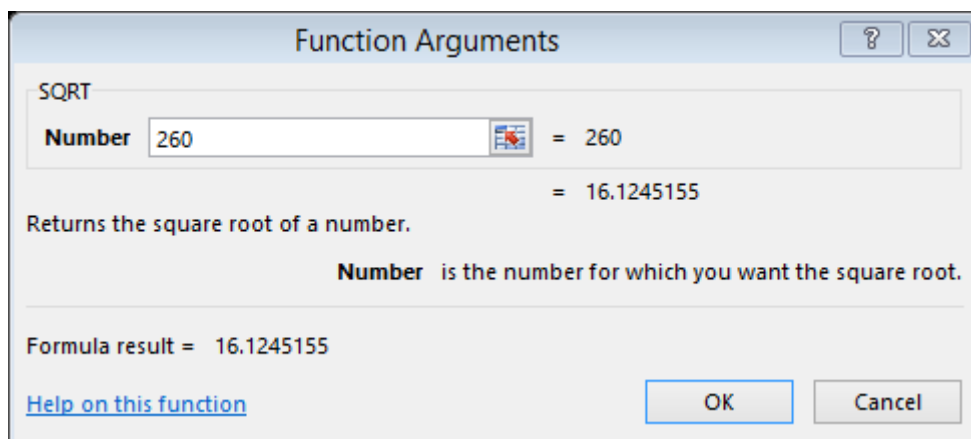 Function Arguments
SQRT
Number 260 = 260
= 16.1245155
Returns the square root of a number.
Number is the number for which you want the square root.
Formula result = 16.1245155
Help on this function OK Cancel